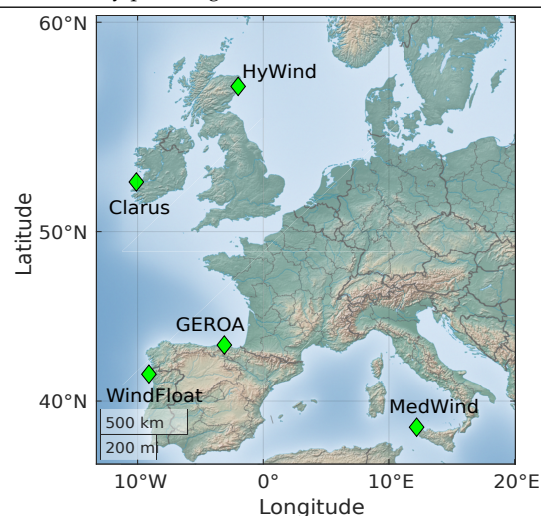 60°N
HyWind
Clarus
50°N
Latitude
GEROA
WindFloat
40°N
MedWind
500 km
200 mi
10°W
0°
10°E
20°E
Longitude